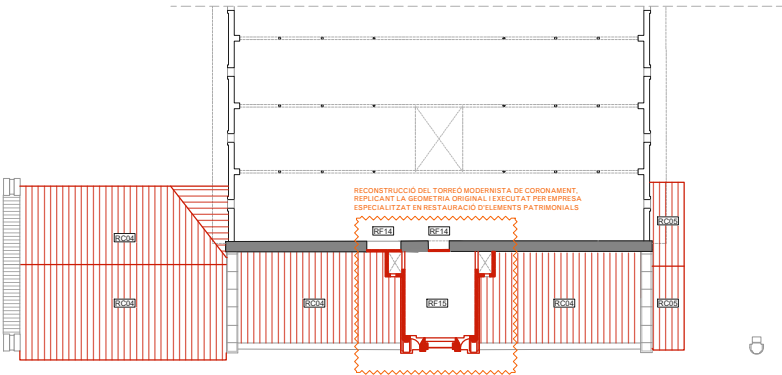 RECONSTRUCCIÓ DEL TORREÓ MODERNISTA DE CORONAMENT,
REPLICANT LA GEOMETRIA ORIGINAL I EXECUTAT PER EMPRESA
ESPECIALITZAT EN RESTAURACIÓ D'ELEMENTS PATRIMONIALS
RC05
RF14 RF14
RC04
RC04 RC04 RF15 RC04 RC05